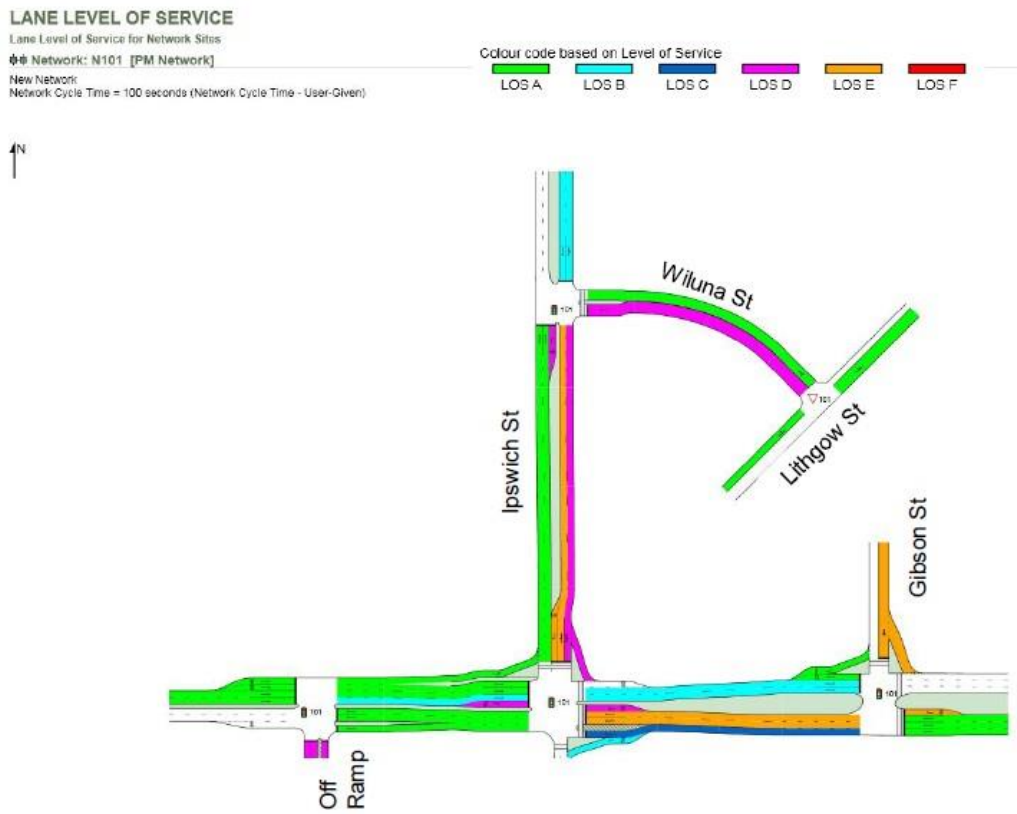 LANE LEVEL OF SERVICE
Lane Level of Service for Network Sites
Network: N101 [PM Network]
New Network
Network Cycle Time = 100 seconds (Network Cycle Time - User-Given)
Colour code based on Level of Service
LOS A LOS B LOS C LOS D LOS E LOS F
N
Wiluna St
101
101
Lithgow St
Ipswich St
Gibson St
101
101
101
Off
Ramp